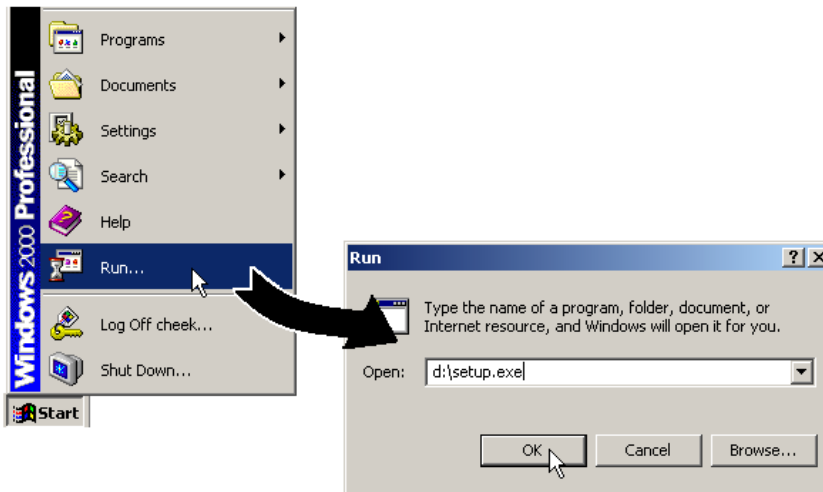 Windows 2000 Professional
Programs
Documents
Settings
Search
Help
Run...
Log Off cheek...
Shut Down...
Start
Run
Type the name of a program, folder, document, or
Internet resource, and Windows will open it for you.
Open: d:\setup.exe
OK Cancel Browse...